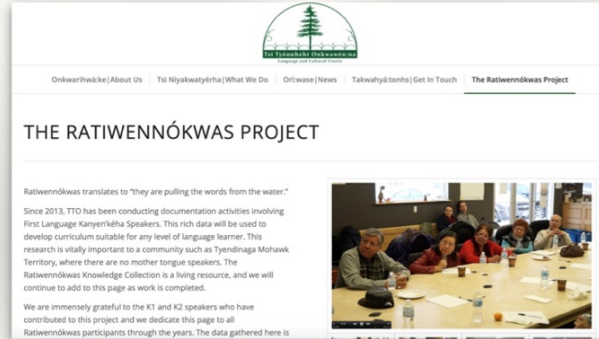 Tsi Tyónnheht Onkwawén:na
Language and Cultural Centre
Onkwarihwà:ke|About Us
Tsi Niyakwatyérha|What We Do
Orì:wase|News
Takwahyá:tonhs|Get In Touch
The Ratiwennókwas Project
THE RATIWENNÓKWAS PROJECT
Ratiwennókwas translates to “they are pulling the words from the water.”
Since 2013, TTO has been conducting documentation activities involving
First Language Kanyen’kéha Speakers. This rich data will be used to
develop curriculum suitable for any level of language learner. This
research is vitally important to a community such as Tyendinaga Mohawk
Territory, where there are no mother tongue speakers. The
Ratiwennókwas Knowledge Collection is a living resource, and we will
continue to add to this page as work is completed.
We are immensely grateful to the K1 and K2 speakers who have
contributed to this project and we dedicate this page to all
Ratiwennókwas participants through the years. The data gathered here is